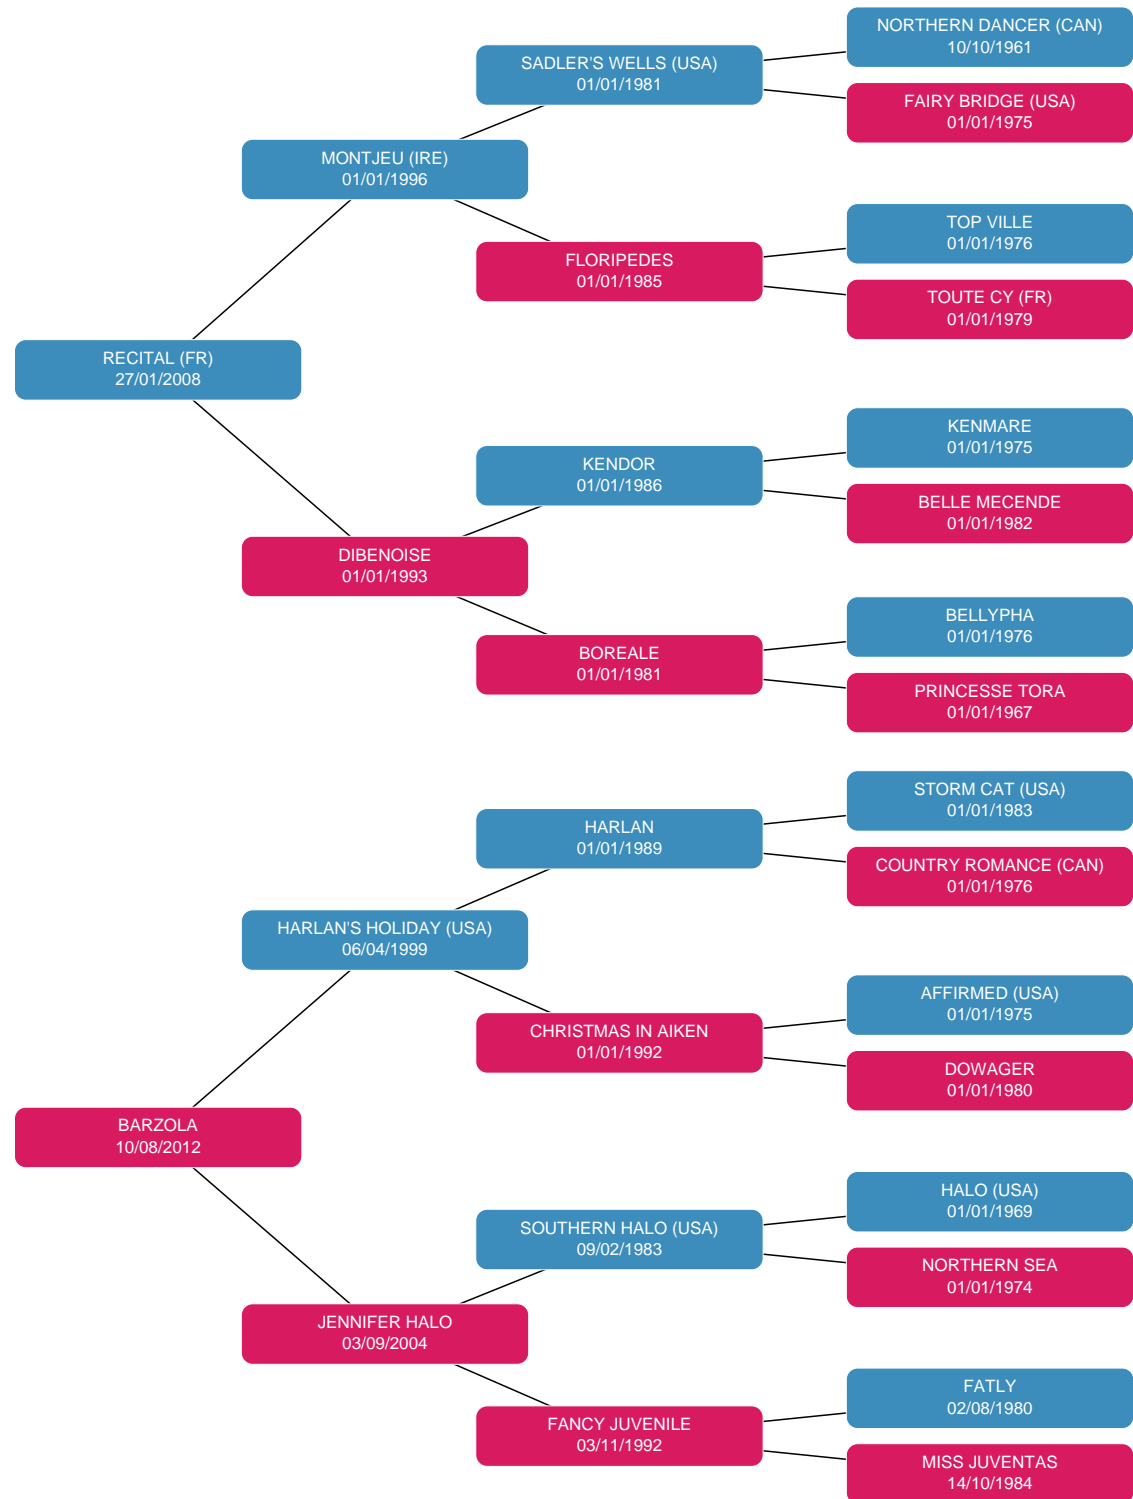 NORTHERN DANCER (CAN)
10/10/1961
SADLER'S WELLS (USA)
01/01/1981
FAIRY BRIDGE (USA)
01/01/1975
MONTJEU (IRE)
01/01/1996
TOP VILLE
01/01/1976
FLORIPEDES
01/01/1985
TOUTE CY (FR)
01/01/1979
RECITAL (FR)
27/01/2008
KENMARE
01/01/1975
KENDOR
01/01/1986
BELLE MECENDE
01/01/1982
DIBENOISE
01/01/1993
BELLYPHA
01/01/1976
BOREALE
01/01/1981
PRINCESSE TORA
01/01/1967
STORM CAT (USA)
01/01/1983
HARLAN
01/01/1989
COUNTRY ROMANCE (CAN)
01/01/1976
HARLAN'S HOLIDAY (USA)
06/04/1999
AFFIRMED (USA)
01/01/1975
CHRISTMAS IN AIKEN
01/01/1992
DOWAGER
01/01/1980
BARZOLA
10/08/2012
HALO (USA)
01/01/1969
SOUTHERN HALO (USA)
09/02/1983
NORTHERN SEA
01/01/1974
JENNIFER HALO
03/09/2004
FATLY
02/08/1980
FANCY JUVENILE
03/11/1992
MISS JUVENTAS
14/10/1984